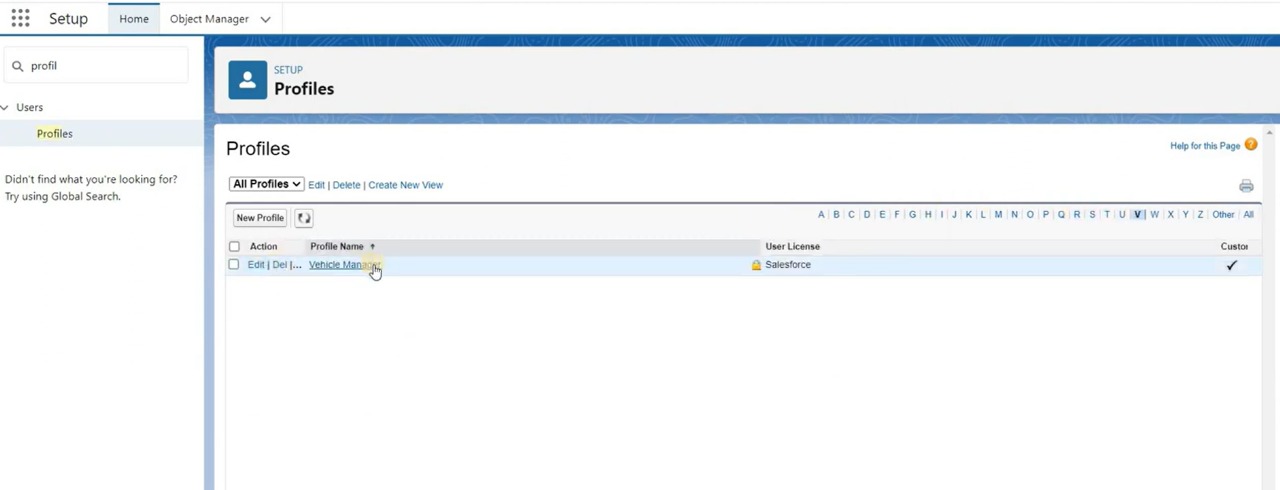 Setup Home Object Manager
profil
Users
Profiles
Didn't find what you're looking for?
Try using Global Search.
SETUP
Profiles
Profiles
Help for this Page ?
All Profiles Edit | Delete | Create New View
New Profile
A | B | C | D | E | F | G | H | I | J | K | L | M | N | O | P | Q | R | S | T | U | V | W | X | Y | Z | Other | All
Action Profile Name User License Custor
Edit | Del |... Vehicle Manager Salesforce